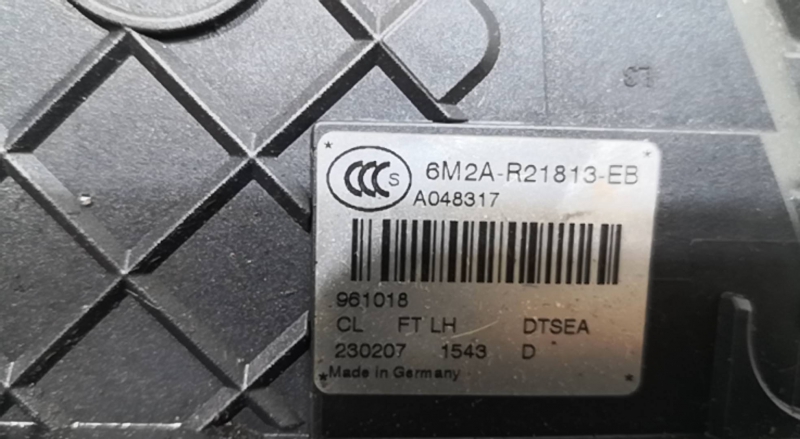 CCC S 6M2A-R21813-EB
A048317
961018
CL FT LH DTSEA
230207 1543 D
Made in Germany